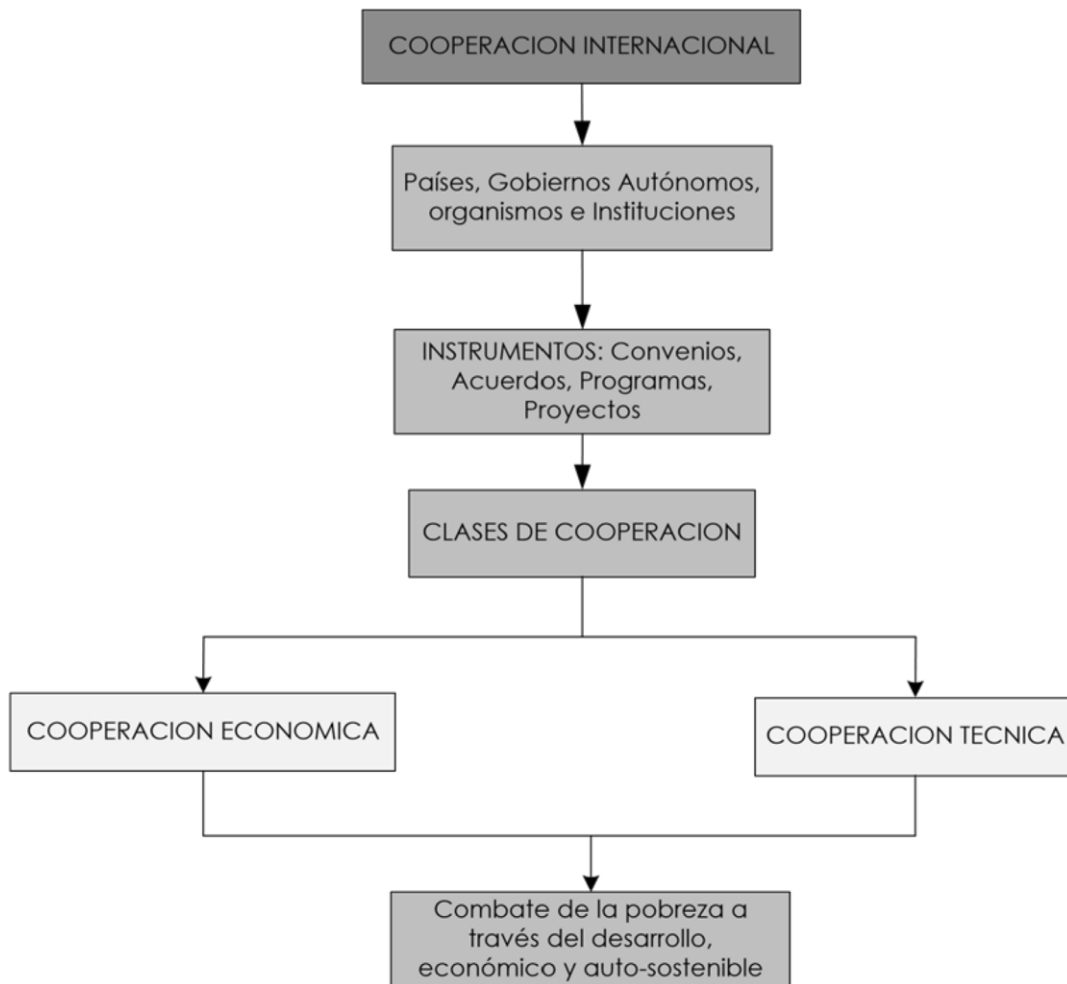 COOPERACION INTERNACIONAL
Países, Gobiernos Autónomos,
organismos e Instituciones
INSTRUMENTOS: Convenios,
Acuerdos, Programas,
Proyectos
CLASES DE COOPERACION
COOPERACION ECONOMICA
COOPERACION TECNICA
Combate de la pobreza a
través del desarrollo,
económico y auto-sostenible